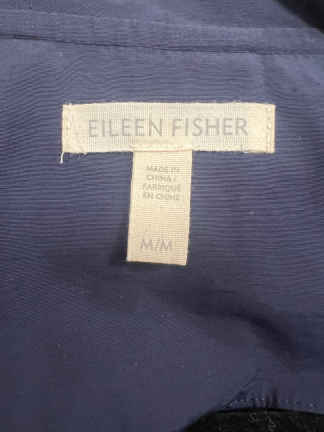 EILEEN FISHER
MADE IN
CHINA /
FABRIQUÉ
EN CHINE
M/M